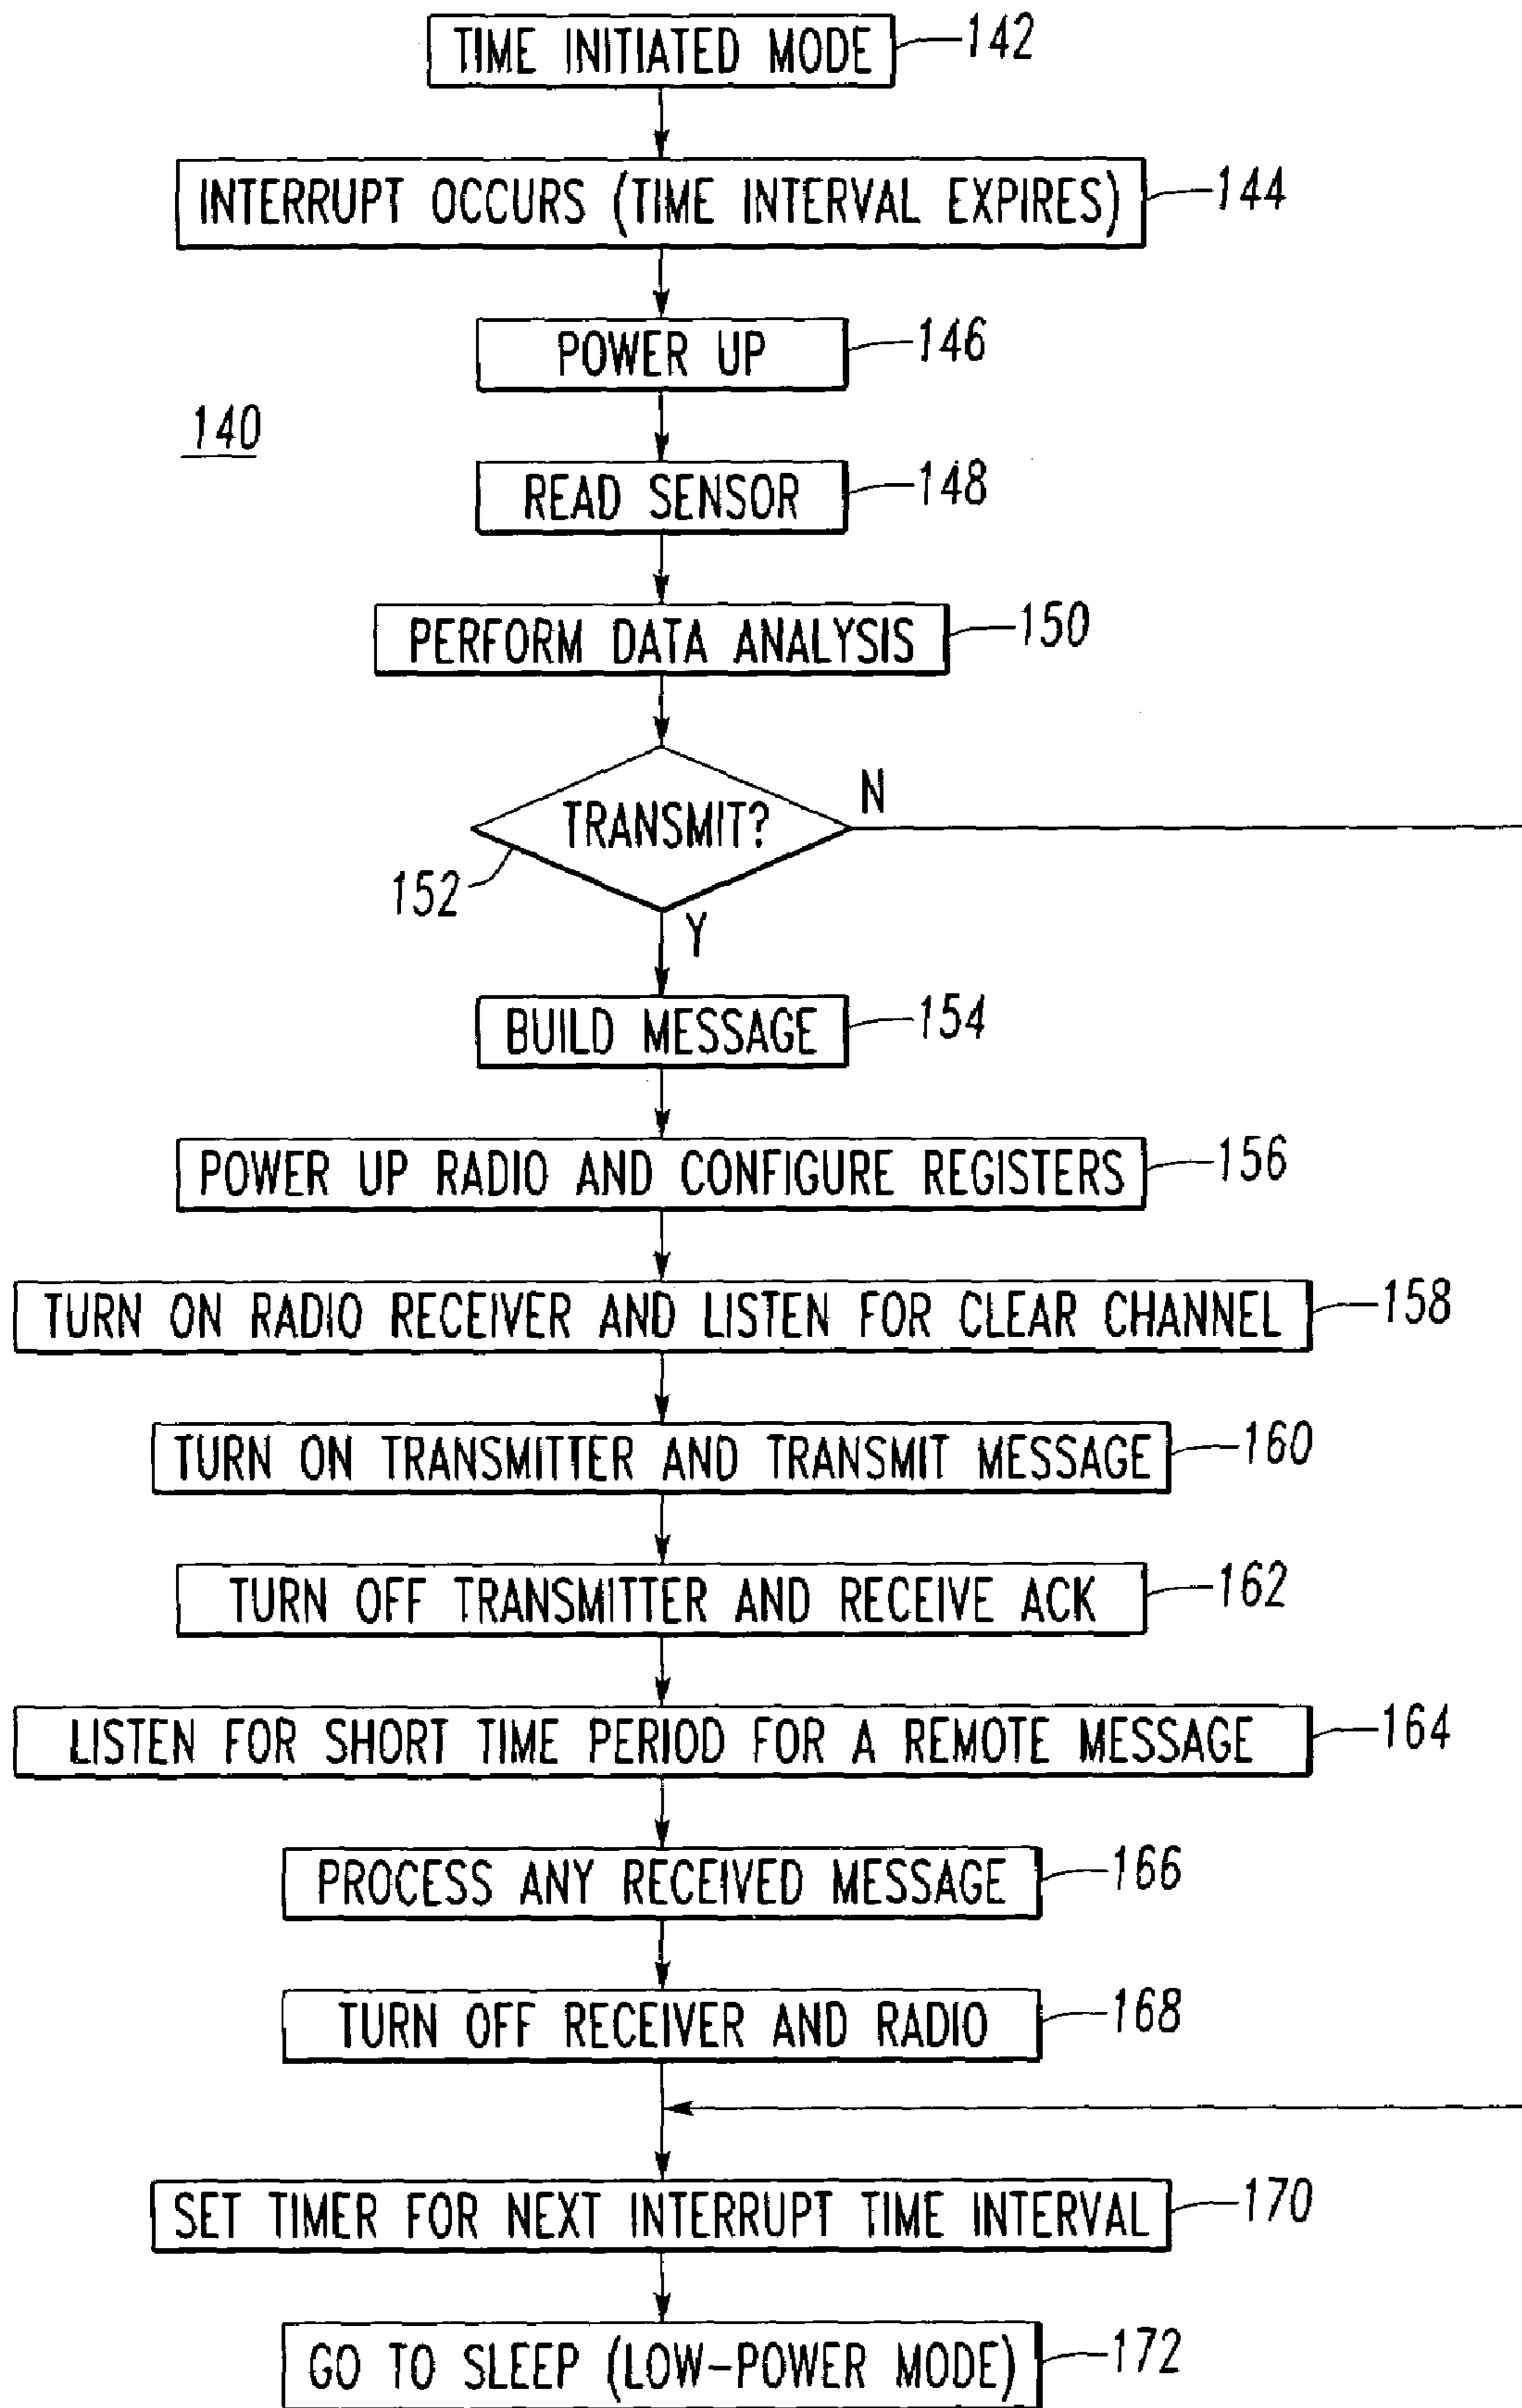 TIME INITIATED MODE 142
INTERRUPT OCCURS (TIME INTERVAL EXPIRES) 144
POWER UP 146
140
READ SENSOR 148
PERFORM DATA ANALYSIS 150
N
TRANSMIT?
152
Y
BUILD MESSAGE 154
POWER UP RADIO AND CONFIGURE REGISTERS 156
TURN ON RADIO RECEIVER AND LISTEN FOR CLEAR CHANNEL 158
TURN ON TRANSMITTER AND TRANSMIT MESSAGE 160
TURN OFF TRANSMITTER AND RECEIVE ACK 162
LISTEN FOR SHORT TIME PERIOD FOR A REMOTE MESSAGE 164
PROCESS ANY RECEIVED MESSAGE 166
TURN OFF RECEIVER AND RADIO 168
SET TIMER FOR NEXT INTERRUPT TIME INTERVAL 170
GO TO SLEEP (LOW-POWER MODE) 172